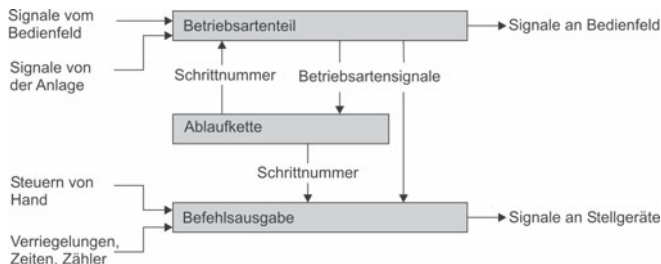 Signale vom
Bedienfeld
Betriebsartenteil
Signale an Bedienfeld
Signale von
der Anlage
Schrittnummer
Betriebsartensignale
Ablaufkette
Schrittnummer
Steuern von
Hand
Befehlsausgabe
Signale an Stellgeräte
Verriegelungen,
Zeiten, Zähler